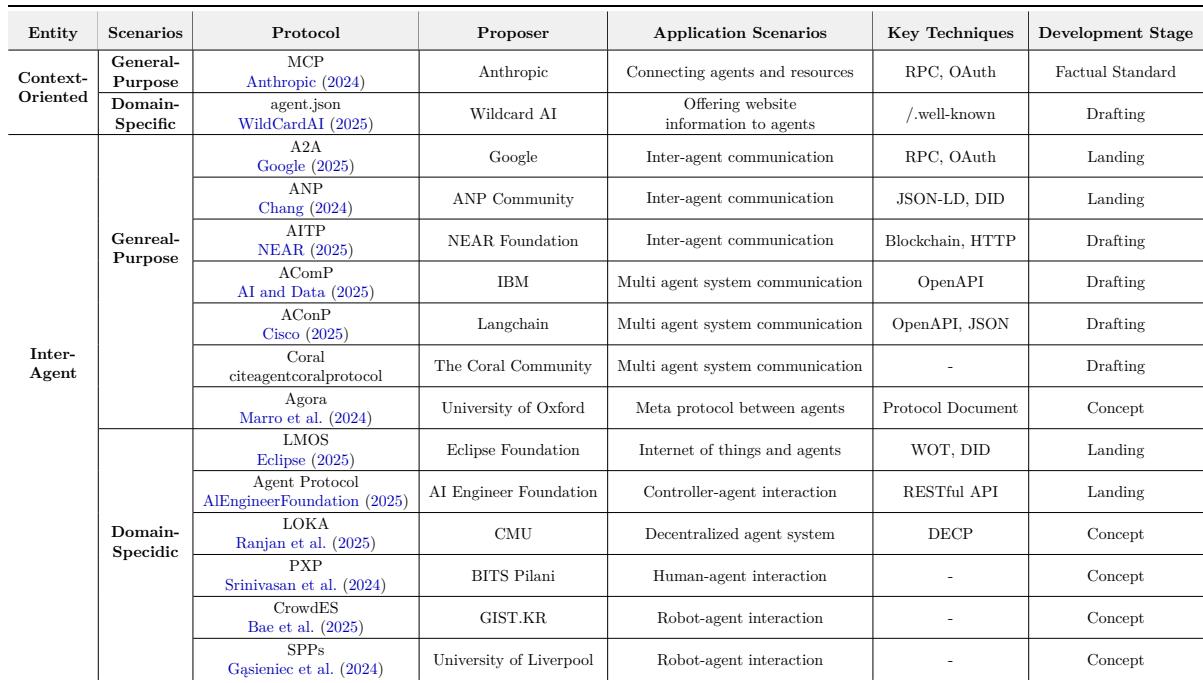 Entity Scenarios Protocol Proposer Application Scenarios Key Techniques Development Stage
Context-
Oriented
General-
Purpose
MCP
Anthropic (2024)
Anthropic
Connecting agents and resources
RPC, OAuth
Factual Standard
Domain-
Specific
agent.json
WildCardAI (2025)
Wildcard AI
Offering website
information to agents
/.well-known
Drafting
Inter-
Agent
Genreal-
Purpose
A2A
Google (2025)
Google
Inter-agent communication
RPC, OAuth
Landing
ANP
Chang (2024)
ANP Community
Inter-agent communication
JSON-LD, DID
Landing
AITP
NEAR (2025)
NEAR Foundation
Inter-agent communication
Blockchain, HTTP
Drafting
AComP
AI and Data (2025)
IBM
Multi agent system communication
OpenAPI
Drafting
AConP
Cisco (2025)
Langchain
Multi agent system communication
OpenAPI, JSON
Drafting
Coral
citeagentcoralprotocol
The Coral Community
Multi agent system communication
-
Drafting
Agora
Marro et al. (2024)
University of Oxford
Meta protocol between agents
Protocol Document
Concept
Domain-
Specidic
LMOS
Eclipse (2025)
Eclipse Foundation
Internet of things and agents
WOT, DID
Landing
Agent Protocol
AlEngineerFoundation (2025)
AI Engineer Foundation
Controller-agent interaction
RESTful API
Landing
LOKA
Ranjan et al. (2025)
CMU
Decentralized agent system
DECP
Concept
PXP
Srinivasan et al. (2024)
BITS Pilani
Human-agent interaction
-
Concept
CrowdES
Bae et al. (2025)
GIST.KR
Robot-agent interaction
-
Concept
SPPs
Gąsieniec et al. (2024)
University of Liverpool
Robot-agent interaction
-
Concept